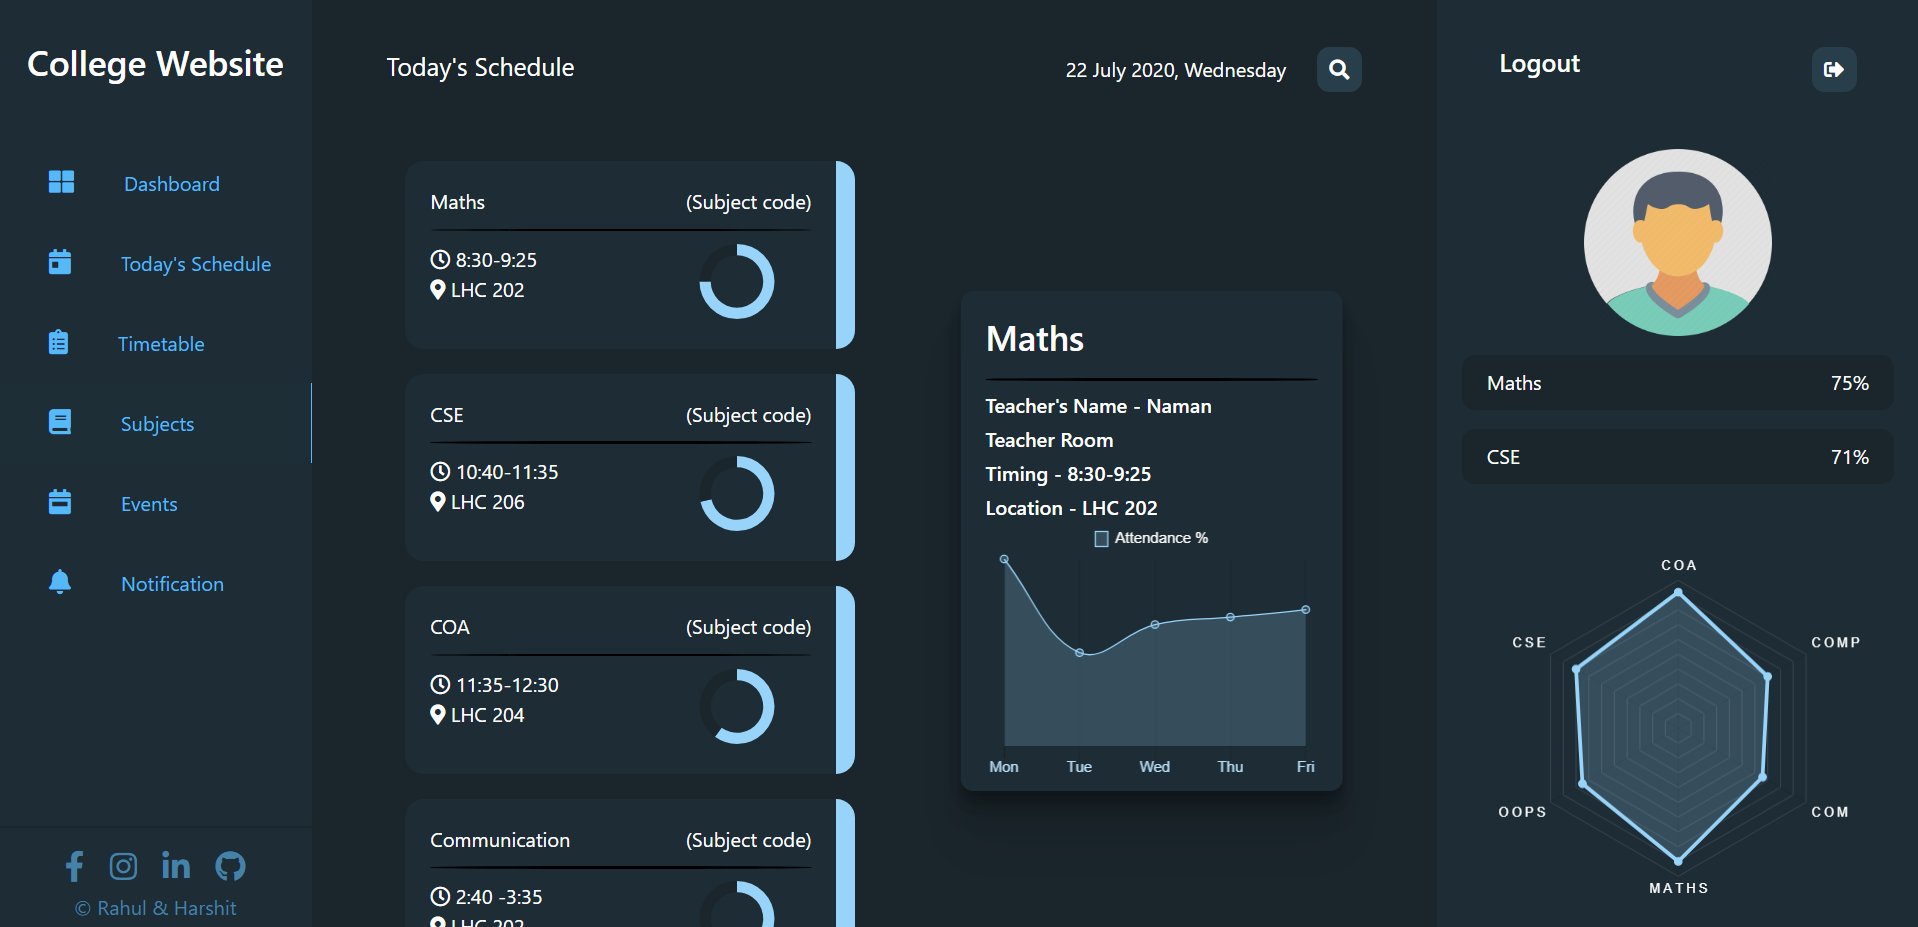 College Website
Dashboard
Today's Schedule
Timetable
Subjects
Events
Notification
© Rahul & Harshit
Today's Schedule
22 July 2020, Wednesday
Maths (Subject code)
8:30-9:25
LHC 202
CSE (Subject code)
10:40-11:35
LHC 206
COA (Subject code)
11:35-12:30
LHC 204
Communication (Subject code)
2:40 -3:35
LHC 202
Maths
Teacher's Name - Naman
Teacher Room
Timing - 8:30-9:25
Location - LHC 202
Attendance %
Mon Tue Wed Thu Fri
Logout
Maths 75%
CSE 71%
COA
CSE COMP
OOPS COM
MATHS